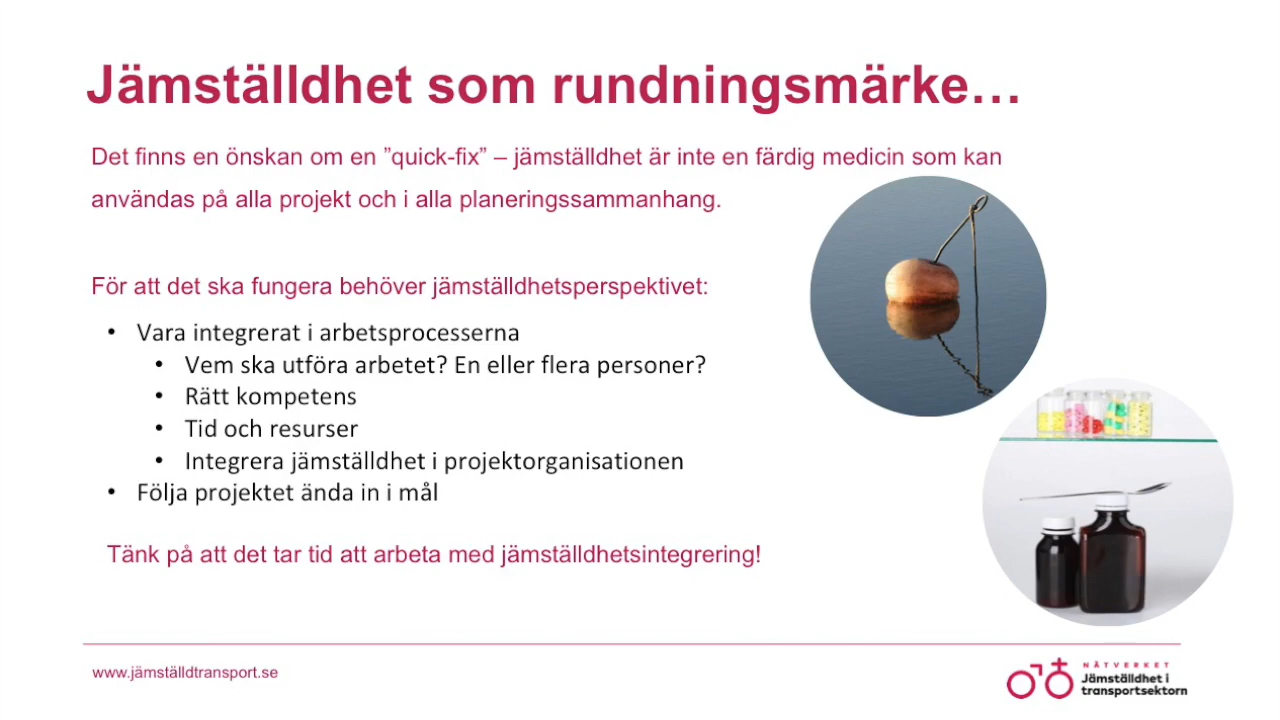 Jämställdhet som rundningsmärke…
Det finns en önskan om en ”quick-fix” – jämställdhet är inte en färdig medicin som kan
användas på alla projekt och i alla planeringssammanhang.
För att det ska fungera behöver jämställdhetsperspektivet:
• Vara integrerat i arbetsprocesserna
• Vem ska utföra arbetet? En eller flera personer?
• Rätt kompetens
• Tid och resurser
• Integrera jämställdhet i projektorganisationen
• Följa projektet ända in i mål
Tänk på att det tar tid att arbeta med jämställdhetsintegrering!
www.jämställdtransport.se
NÄTVERKET
Jämställdhet i
transportsektorn